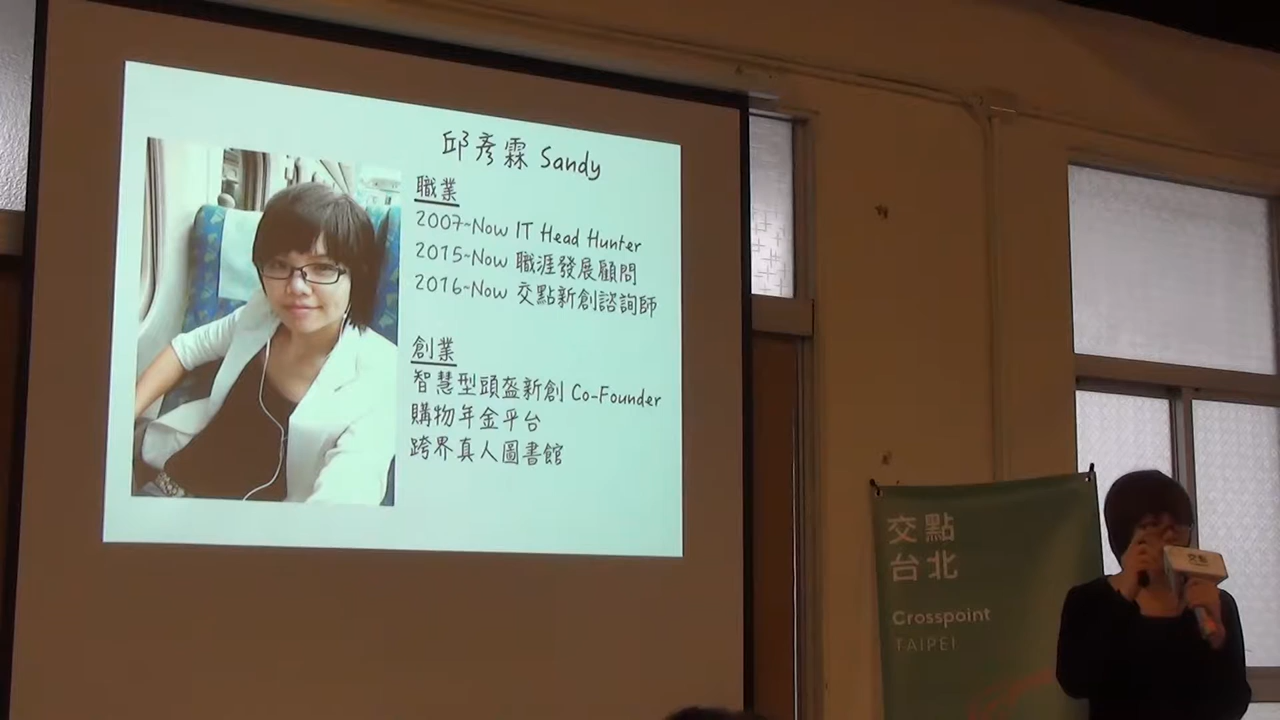 邱彥霖 Sandy
職業
2007-Now IT Head Hunter
2015-Now 職涯發展顧問
2016-Now 交點新創諮詢師
創業
智慧型頭盔新創 Co-Founder
購物年金平台
跨界真人圖書館
交點
台北
Crosspoint
TAIPEI
交點